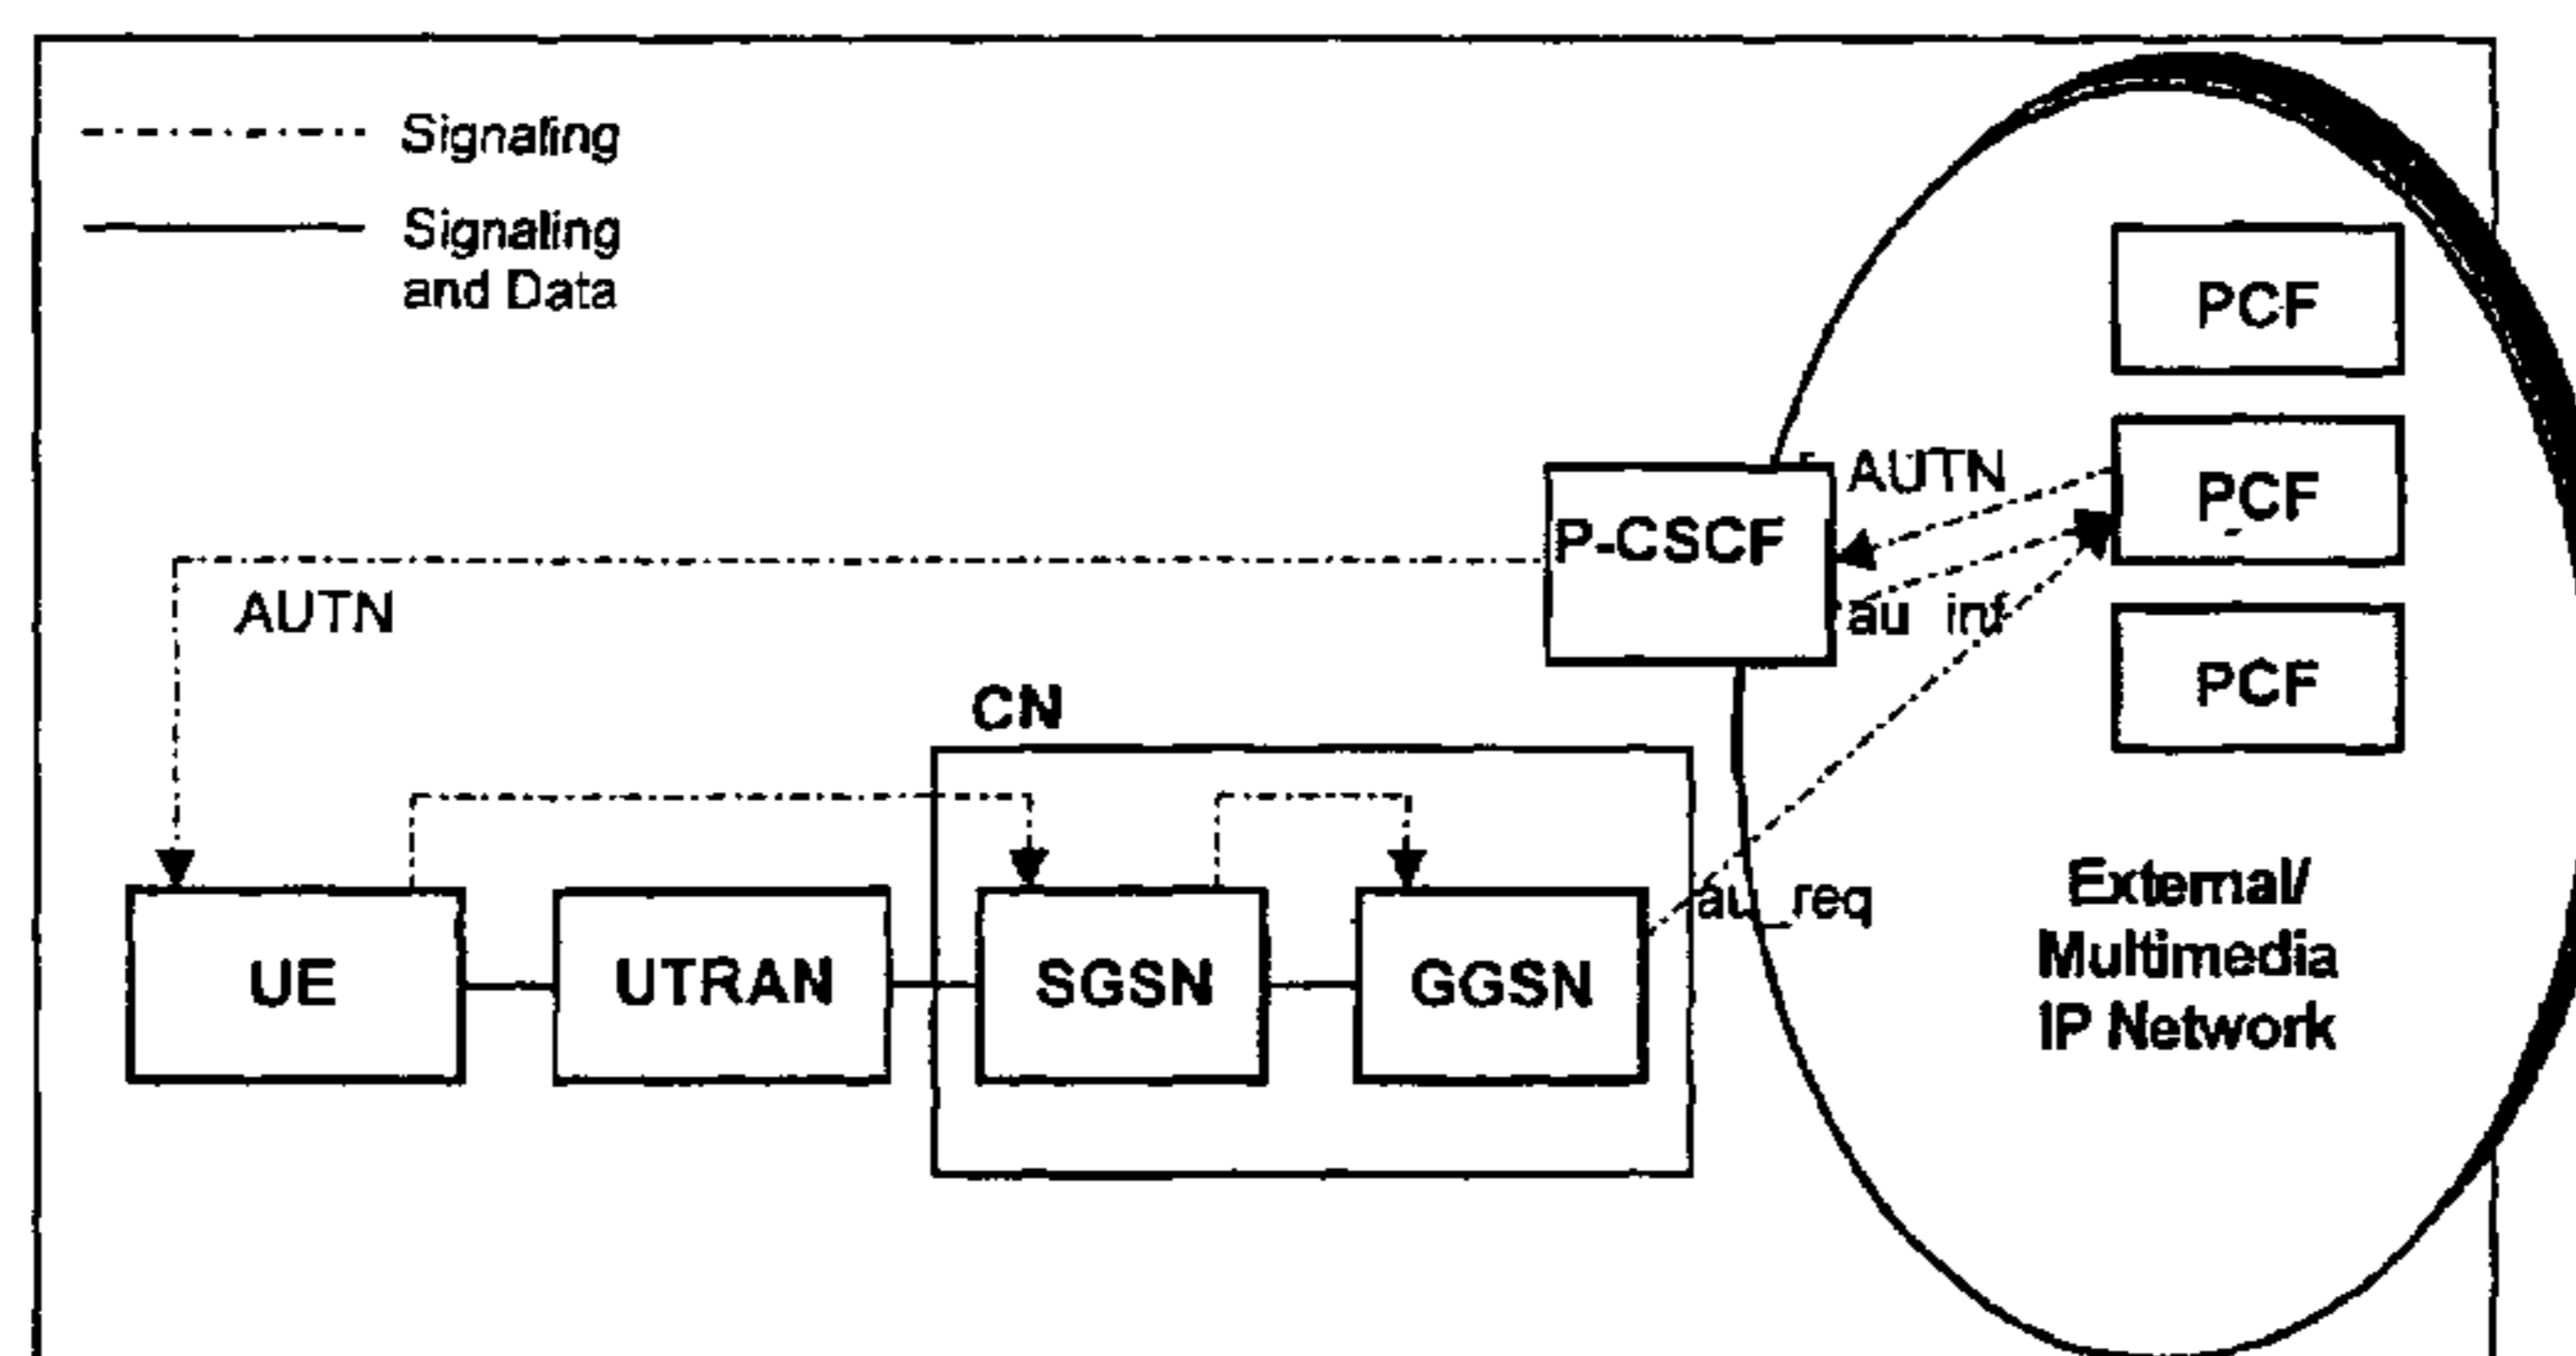 Signaling
Signaling
and Data
PCF
AUTN
PCF
P-CSCF
AUTN
au_inf
PCF
CN
au_req
UE
UTRAN
SGSN
GGSN
External/
Multimedia
IP Network